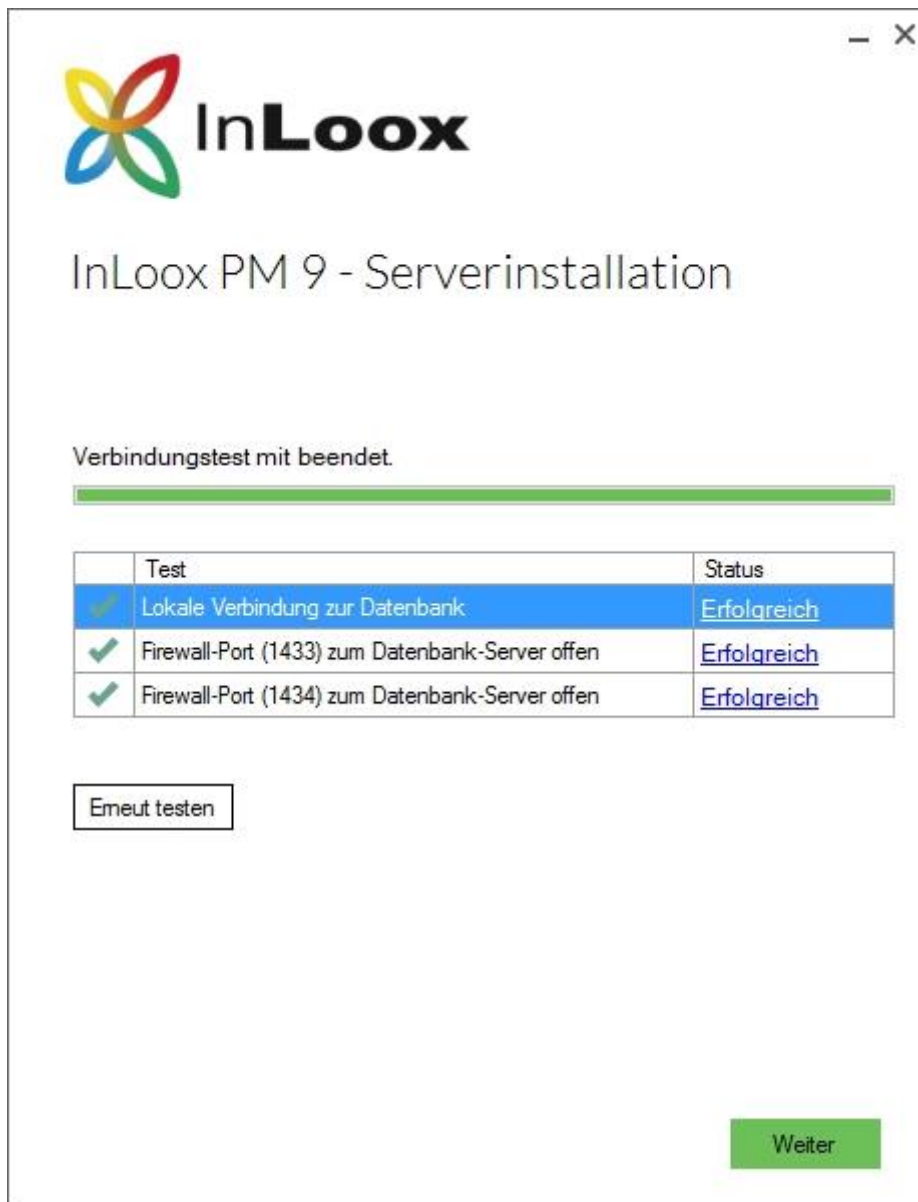 InLoox
InLoox PM 9 - Serverinstallation
Verbindungstest mit beendet.
Test Status
Lokale Verbindung zur Datenbank Erfolgreich
Firewall-Port (1433) zum Datenbank-Server offen Erfolgreich
Firewall-Port (1434) zum Datenbank-Server offen Erfolgreich
Erneut testen
Weiter